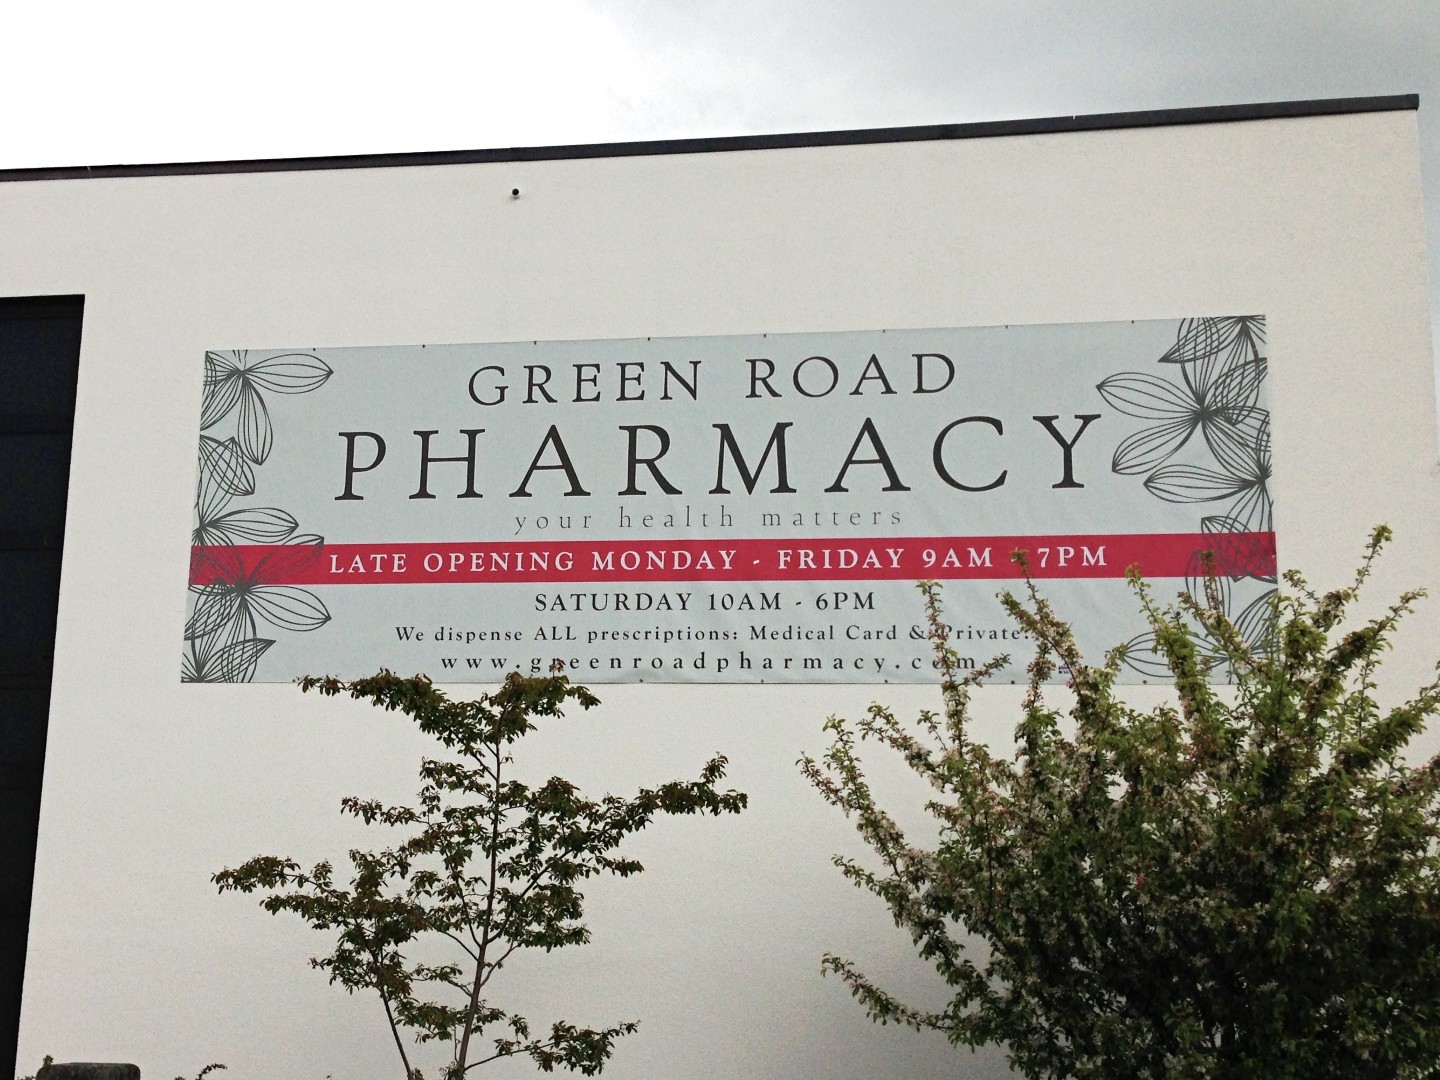 GREEN ROAD
PHARMACY
your health matters
LATE OPENING MONDAY - FRIDAY 9AM - 7PM
SATURDAY 10AM - 6PM
We dispense ALL prescriptions: Medical Card & Private.
www.greenroadpharmacy.com